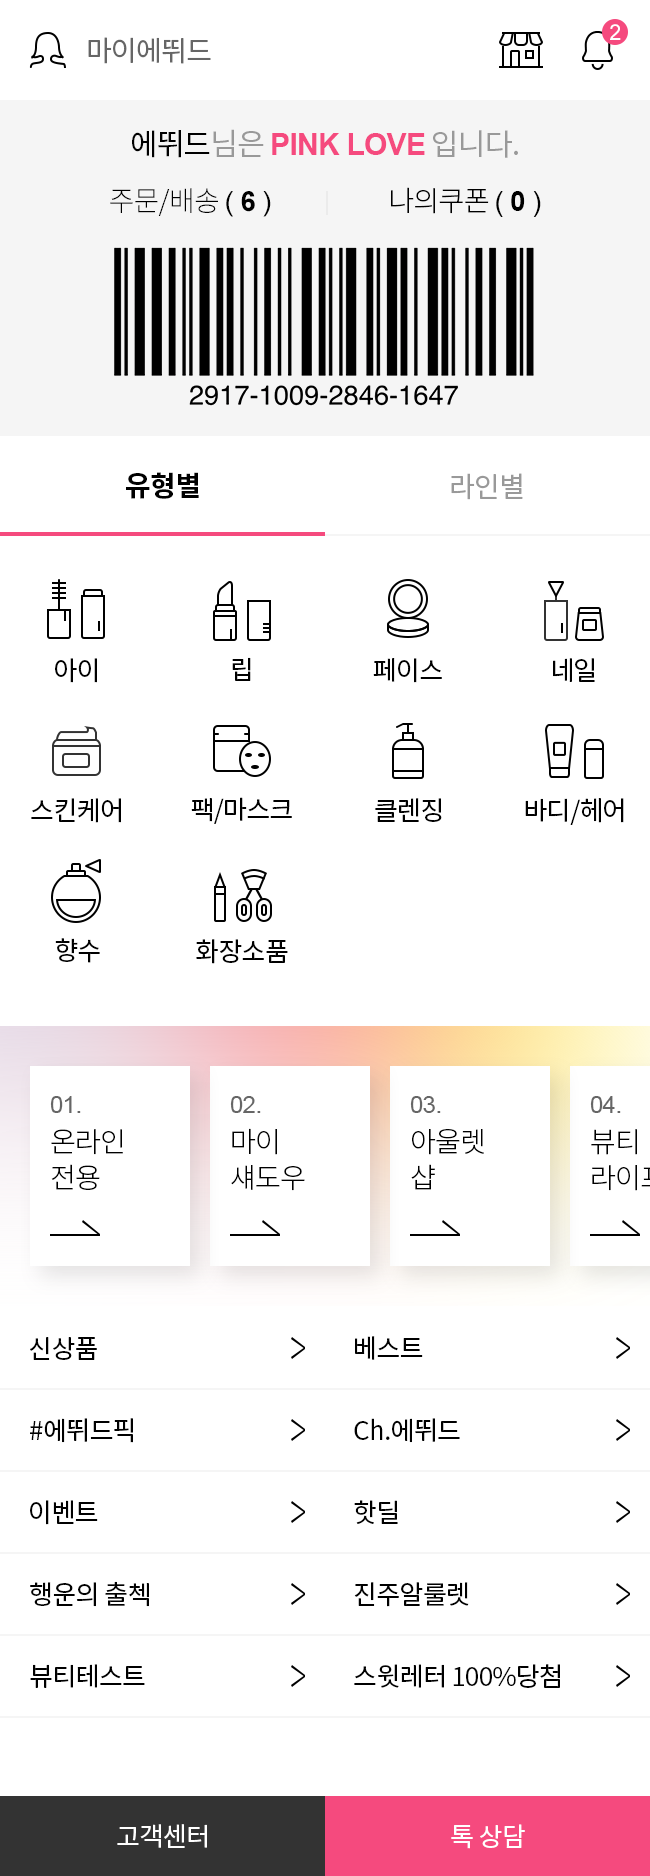 마이에뛰드
2
에뛰드님은 PINK LOVE 입니다.
주문/배송 ( 6 ) 나의쿠폰 ( 0 )
2917-1009-2846-1647
유형별 라인별
아이 립 페이스 네일
스킨케어 팩/마스크 클렌징 바디/헤어
향수 화장소품
01. 02. 03. 04.
온라인 마이 아울렛 뷰티
전용 섀도우 샵
신상품 베스트
#에뛰드픽 Ch.에뛰드
이벤트 핫딜
행운의 출첵 진주알룰렛
뷰티테스트 스윗레터 100%당첨
고객센터 톡 상담